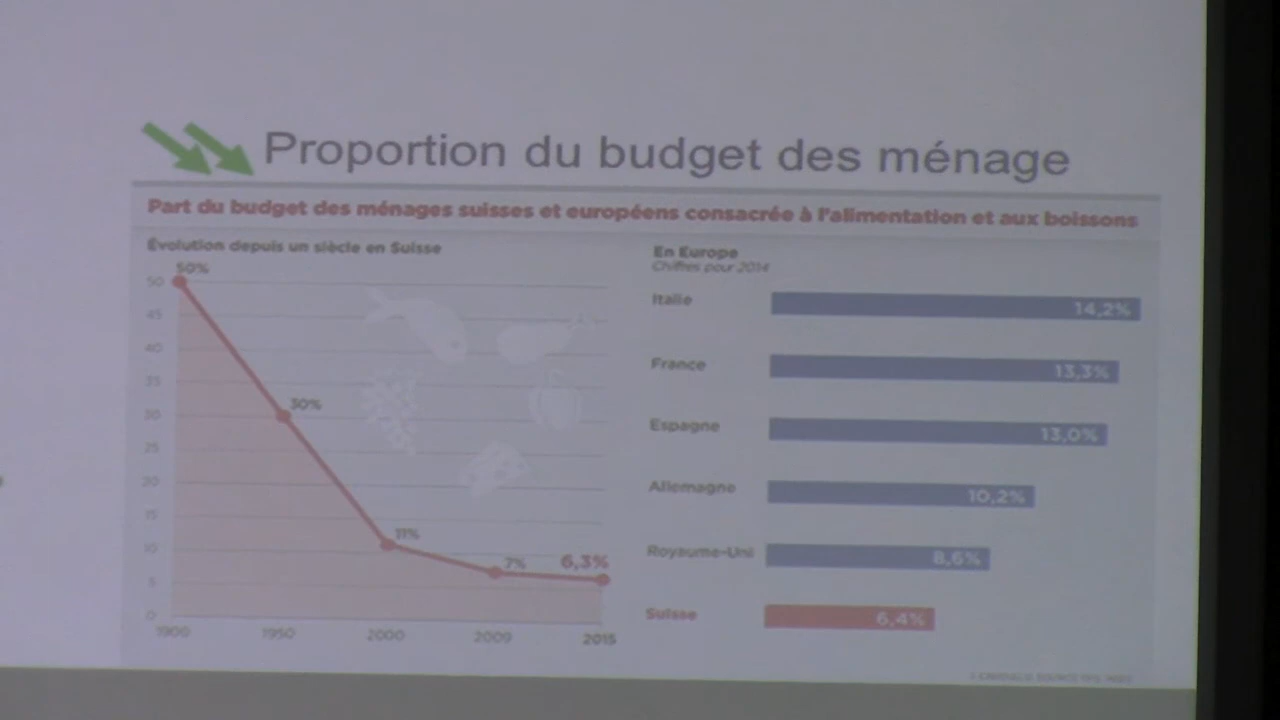 Proportion du budget des ménage
Part du budget des ménages suisses et européens consacrée à l'alimentation et aux boissons
Évolution depuis un siècle en Suisse
50%
50
45
40
35
30
25
20
15
10
5
0
30%
11%
7%
6,3%
1900
1950
2000
2009
2015
En Europe
Chiffres pour 2014
Italie
14,2%
France
13,3%
Espagne
13,0%
Allemagne
10,2%
Royaume-Uni
8,6%
Suisse
6,4%